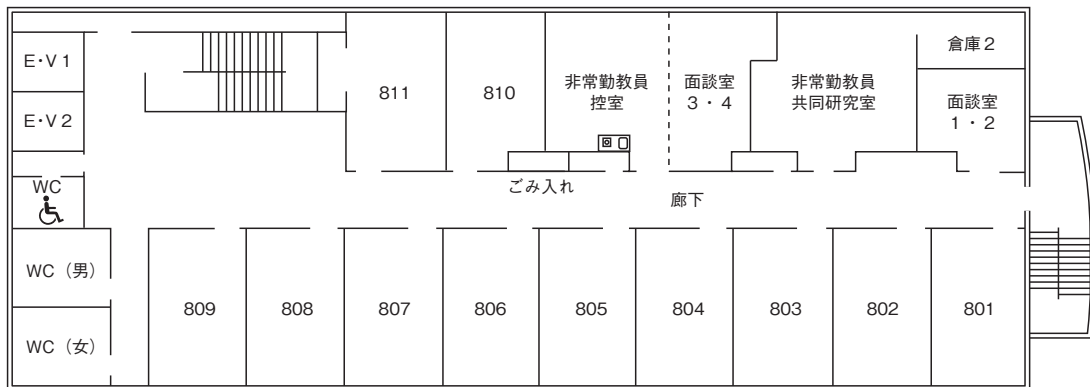 E・V 1
E・V 2
WC
WC（男）
WC（女）
811
810
非常勤教員
控室
面談室
3・4
非常勤教員
共同研究室
倉庫２
面談室
１・２
ごみ入れ
廊下
809
808
807
806
805
804
803
802
801